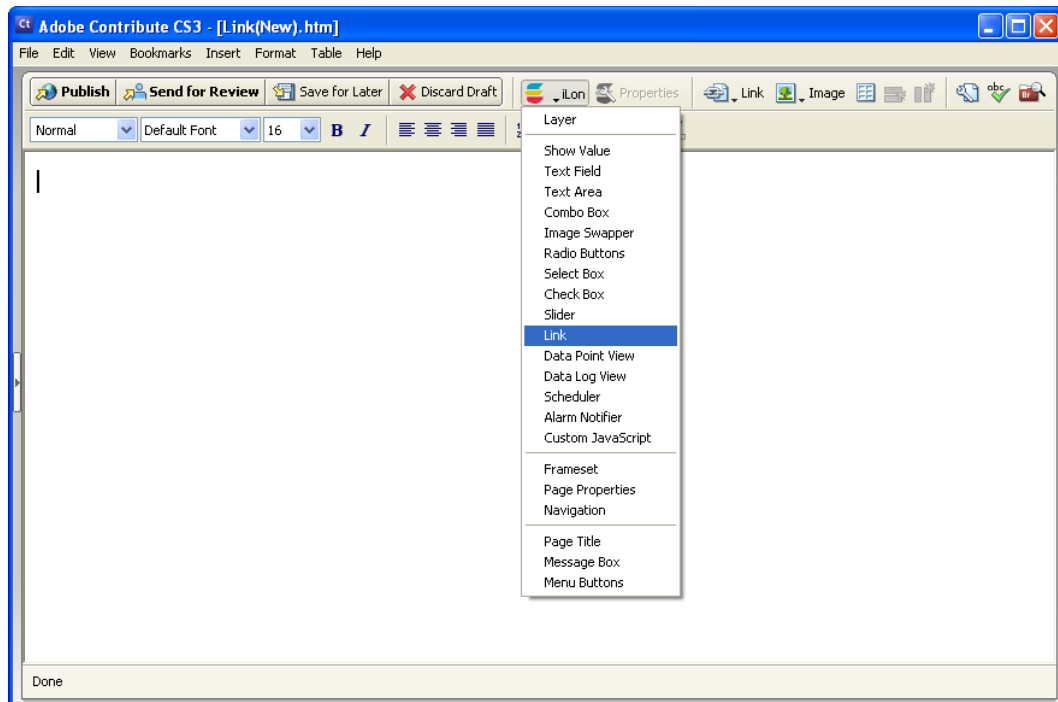 Ct Adobe Contribute CS3 - [Link(New).htm]
File Edit View Bookmarks Insert Format Table Help
Publish Send for Review Save for Later Discard Draft iLon Properties Link Image abc Br
Normal Default Font 16 B I
Layer
Show Value
Text Field
Text Area
Combo Box
Image Swapper
Radio Buttons
Select Box
Check Box
Slider
Link
Data Point View
Data Log View
Scheduler
Alarm Notifier
Custom JavaScript
Frameset
Page Properties
Navigation
Page Title
Message Box
Menu Buttons
Done